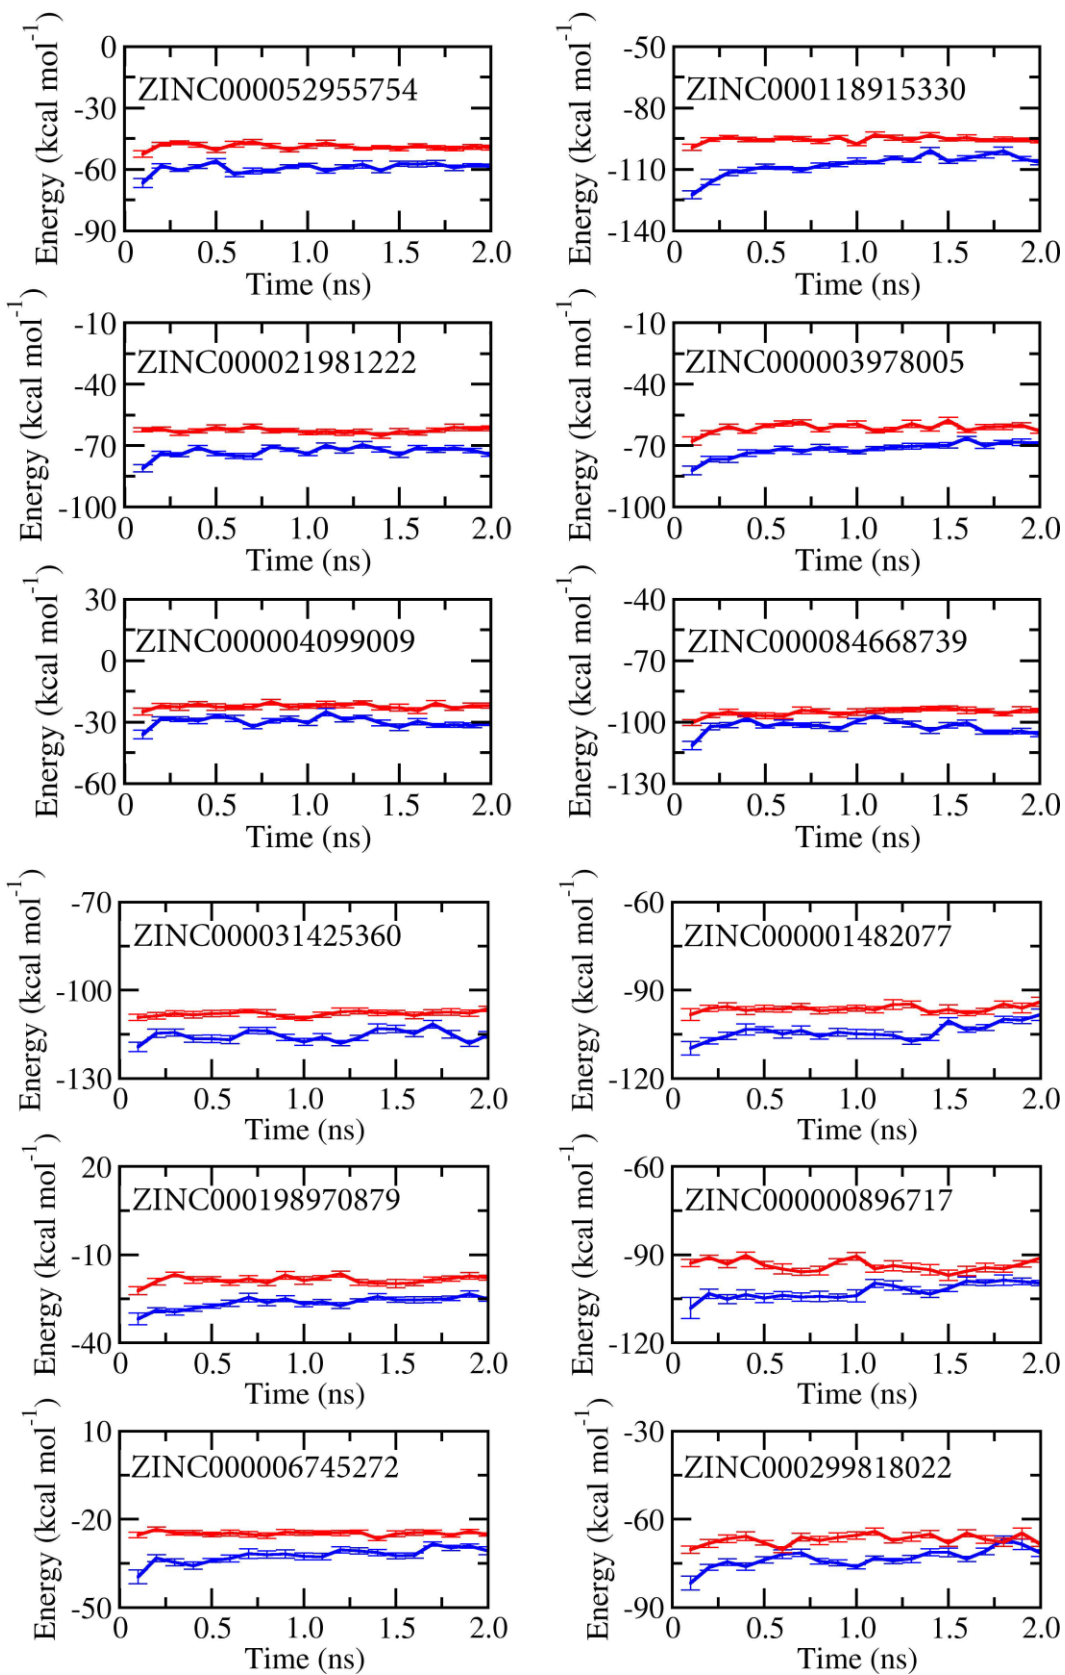 0
-30
-60
-90
Energy (kcal mol⁻¹)
ZINC000052955754
0 0.5 1.0 1.5 2.0
Time (ns)
-50
-80
-110
-140
Energy (kcal mol⁻¹)
ZINC000118915330
0 0.5 1.0 1.5 2.0
Time (ns)
-10
-40
-70
-100
Energy (kcal mol⁻¹)
ZINC000021981222
0 0.5 1.0 1.5 2.0
Time (ns)
-10
-40
-70
-100
Energy (kcal mol⁻¹)
ZINC000003978005
0 0.5 1.0 1.5 2.0
Time (ns)
30
0
-30
-60
Energy (kcal mol⁻¹)
ZINC000004099009
0 0.5 1.0 1.5 2.0
Time (ns)
-40
-70
-100
-130
Energy (kcal mol⁻¹)
ZINC000084668739
0 0.5 1.0 1.5 2.0
Time (ns)
-70
-100
-130
Energy (kcal mol⁻¹)
ZINC000031425360
0 0.5 1.0 1.5 2.0
Time (ns)
-60
-90
-120
Energy (kcal mol⁻¹)
ZINC000001482077
0 0.5 1.0 1.5 2.0
Time (ns)
20
-10
-40
Energy (kcal mol⁻¹)
ZINC000198970879
0 0.5 1.0 1.5 2.0
Time (ns)
-60
-90
-120
Energy (kcal mol⁻¹)
ZINC000000896717
0 0.5 1.0 1.5 2.0
Time (ns)
10
-20
-50
Energy (kcal mol⁻¹)
ZINC000006745272
0 0.5 1.0 1.5 2.0
Time (ns)
-30
-60
-90
Energy (kcal mol⁻¹)
ZINC000299818022
0 0.5 1.0 1.5 2.0
Time (ns)